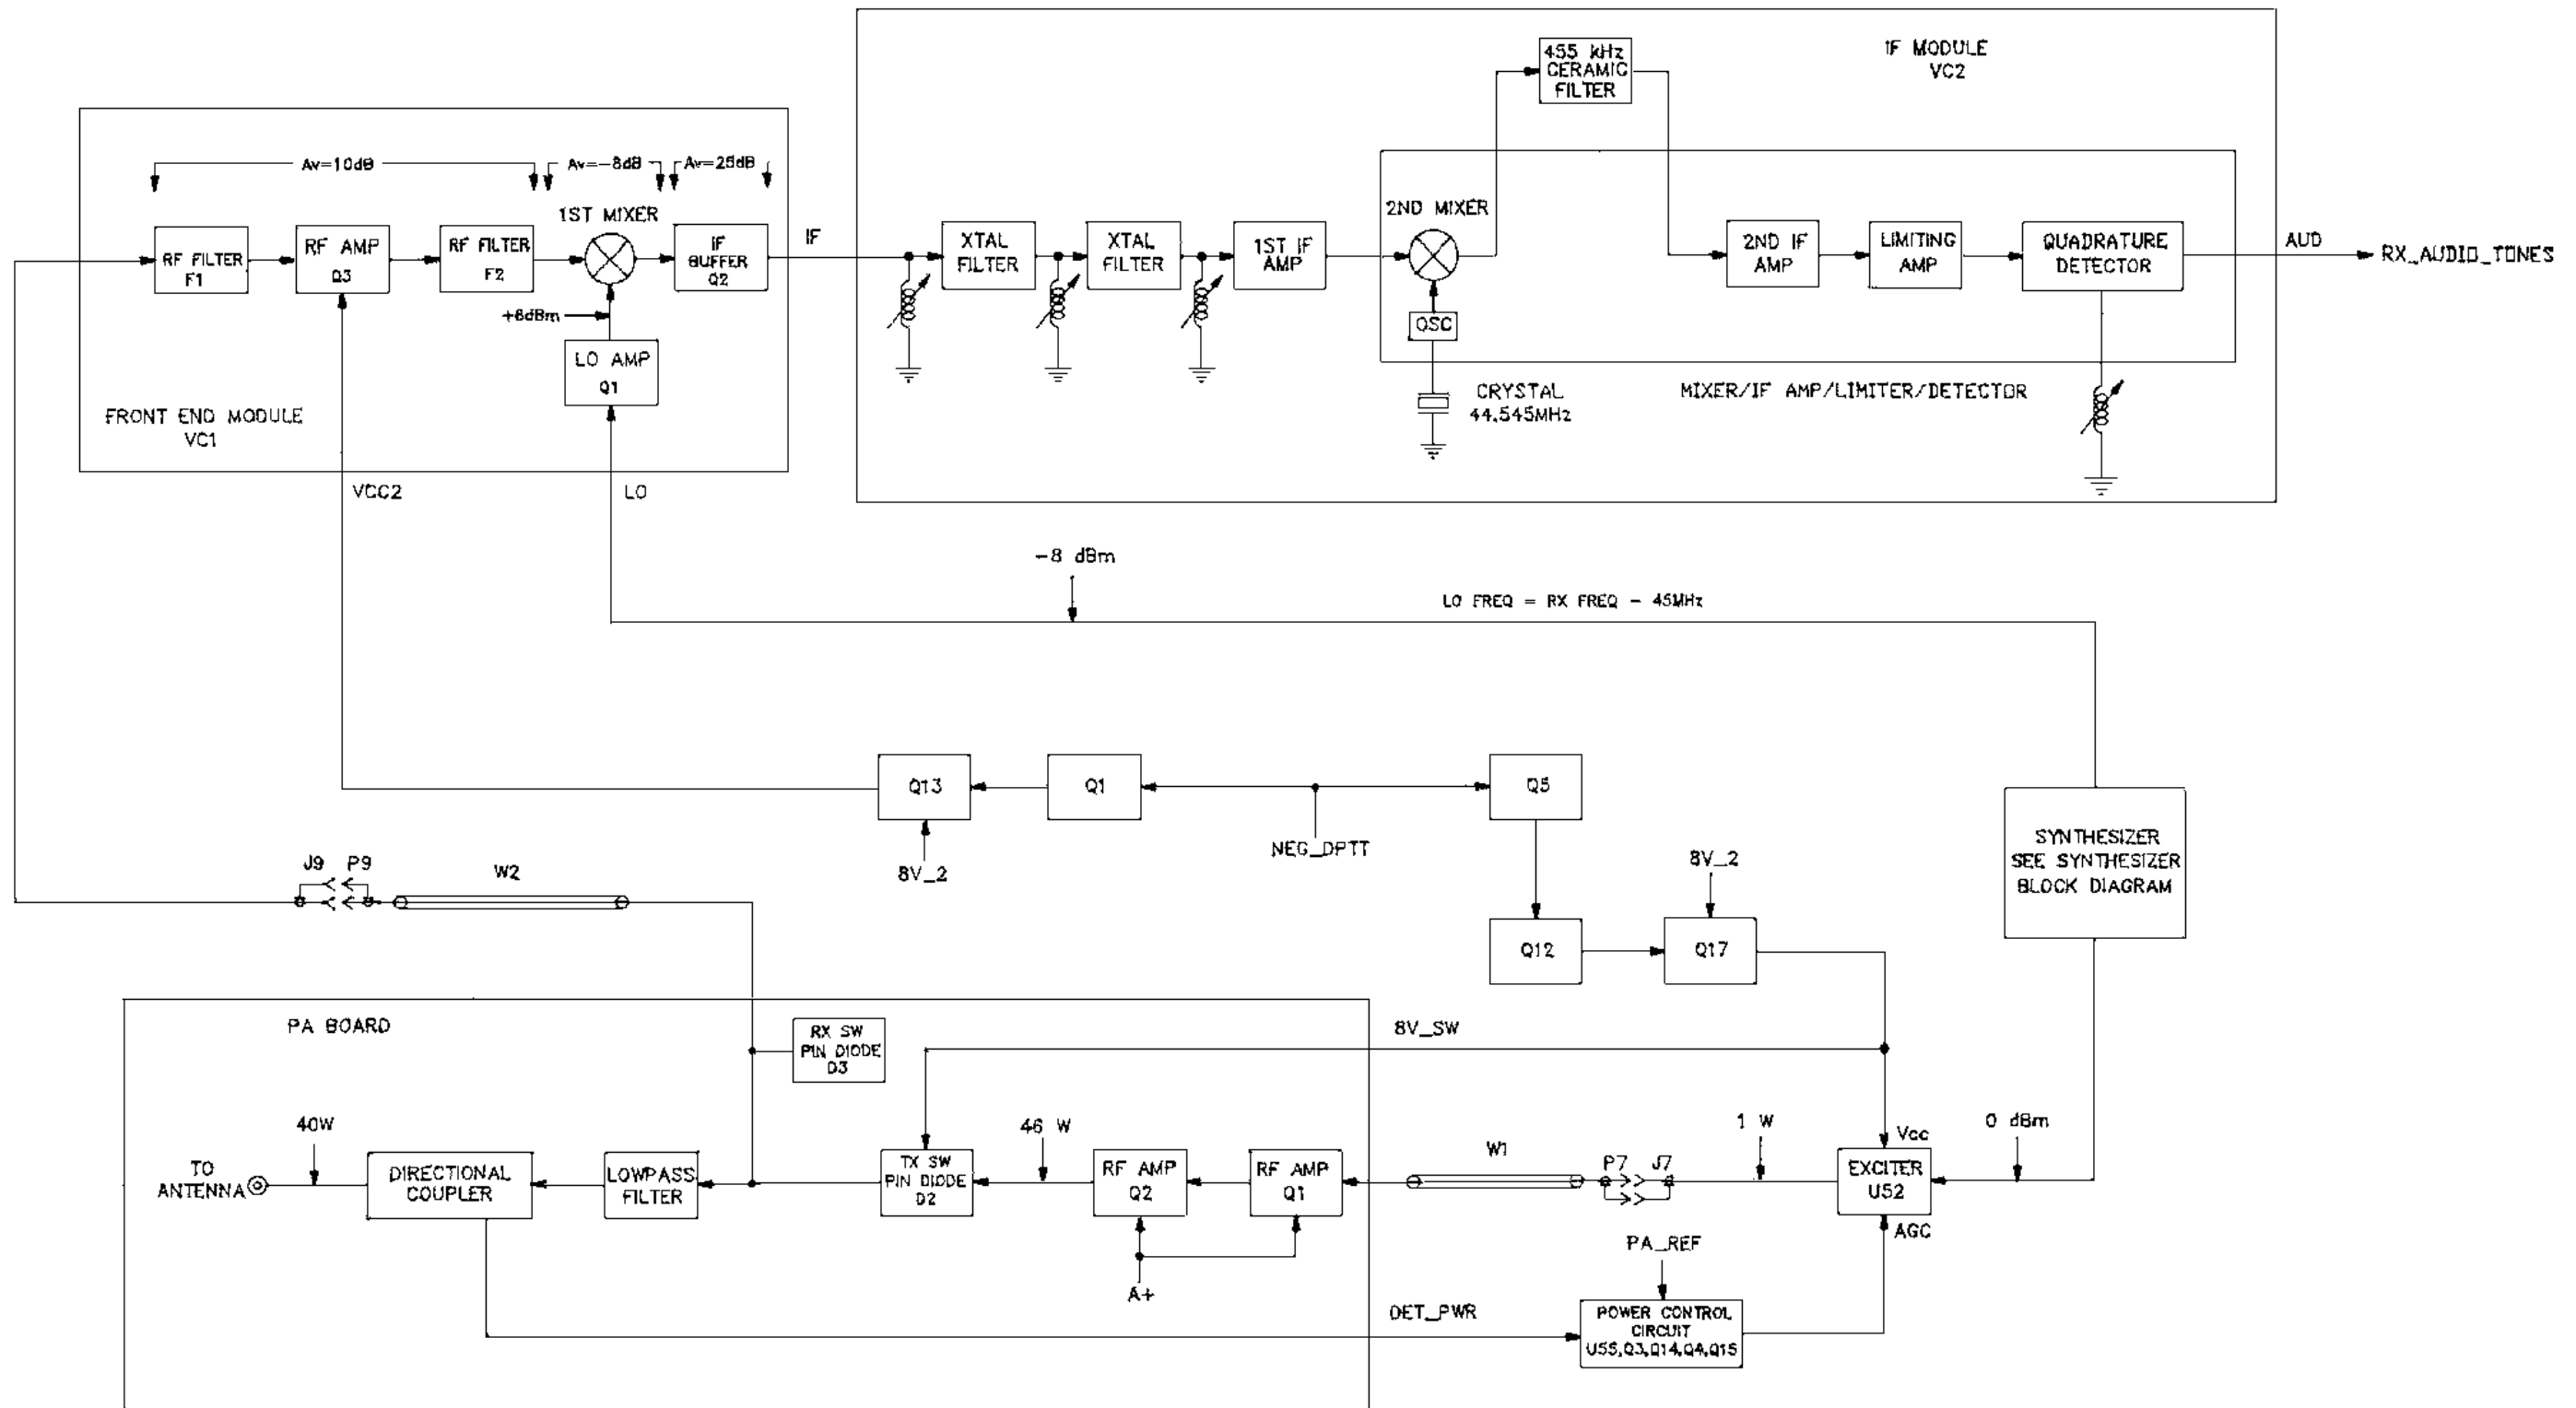 455 kHz
CERAMIC
FILTER
IF MODULE
VC2
Av=10dB
Av=-8dB
Av=28dB
1ST MIXER
RF FILTER
F1
RF AMP
Q3
RF FILTER
F2
IF
BUFFER
Q2
IF
+6dBm
LO AMP
Q1
FRONT END MODULE
VC1
VCC2
LO
XTAL
FILTER
XTAL
FILTER
1ST IF
AMP
2ND MIXER
OSC
CRYSTAL
44.545MHz
2ND IF
AMP
LIMITING
AMP
QUADRATURE
DETECTOR
AUD
RX_AUDIO_TONES
MIXER/IF AMP/LIMITER/DETECTOR
-8 dBm
LO FREQ = RX FREQ - 45MHz
Q13
Q1
Q5
8V_2
NEG_DPTT
SYNTHESIZER
SEE SYNTHESIZER
BLOCK DIAGRAM
J9
P9
W2
8V_2
Q12
Q17
PA BOARD
RX SW
PIN DIODE
D3
8V_SW
40W
TO
ANTENNA
DIRECTIONAL
COUPLER
LOWPASS
FILTER
TX SW
PIN DIODE
D2
46 W
RF AMP
Q2
RF AMP
Q1
A+
W1
P7
J7
1 W
Vcc
EXCITER
U52
AGC
0 dBm
PA_REF
DET_PWR
POWER CONTROL
CIRCUIT
U55,Q3,Q14,Q4,Q15